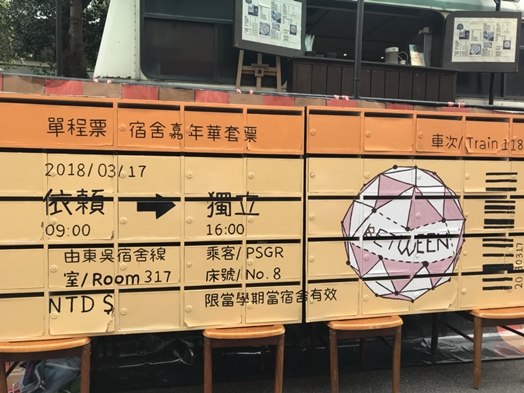 單程票 宿舍嘉年華套票
車次/Train 118
2018/03/17
依賴 → 獨立
09:00 16:00
由東吳宿舍線 乘客/PSGR
室/Room 317 床號/No. 8
NTD $ 限當學期當宿舍有效
BETWEEN